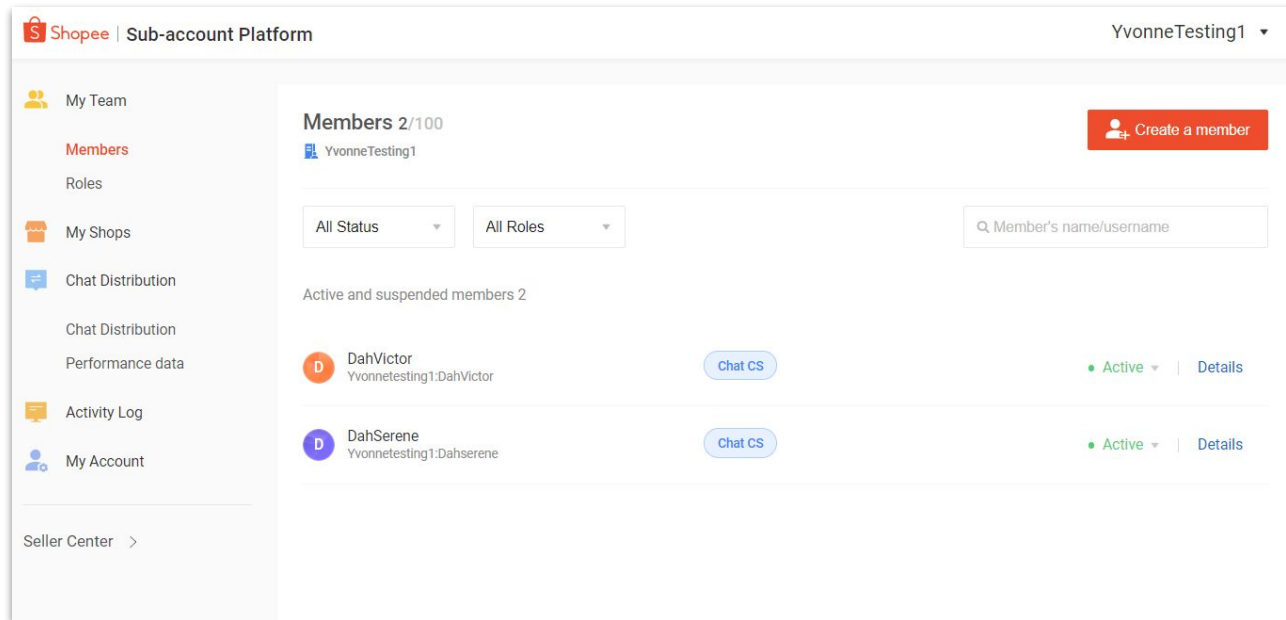 Shopee | Sub-account Platform
YvonneTesting1
My Team
Members
Roles
My Shops
Chat Distribution
Chat Distribution
Performance data
Activity Log
My Account
Seller Center >
Members 2/100
YvonneTesting1
Create a member
All Status
All Roles
Member's name/username
Active and suspended members 2
D
DahVictor
Yvonnetesting1:DahVictor
Chat CS
Active
Details
D
DahSerene
Yvonnetesting1:Dahserene
Chat CS
Active
Details